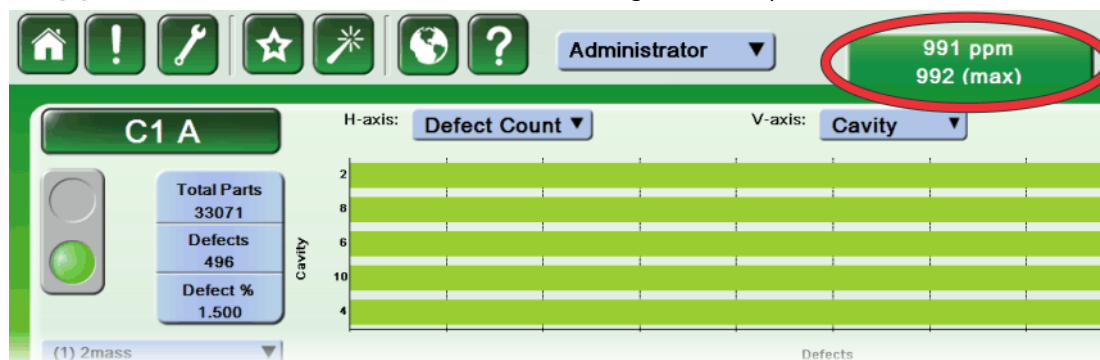 Administrator ▼
991 ppm
992 (max)
C1 A
H-axis: Defect Count ▼
V-axis: Cavity ▼
Total Parts
33071
Defects
496
Defect %
1.500
Cavity
2
8
6
10
4
(1) 2mass ▼
Defects